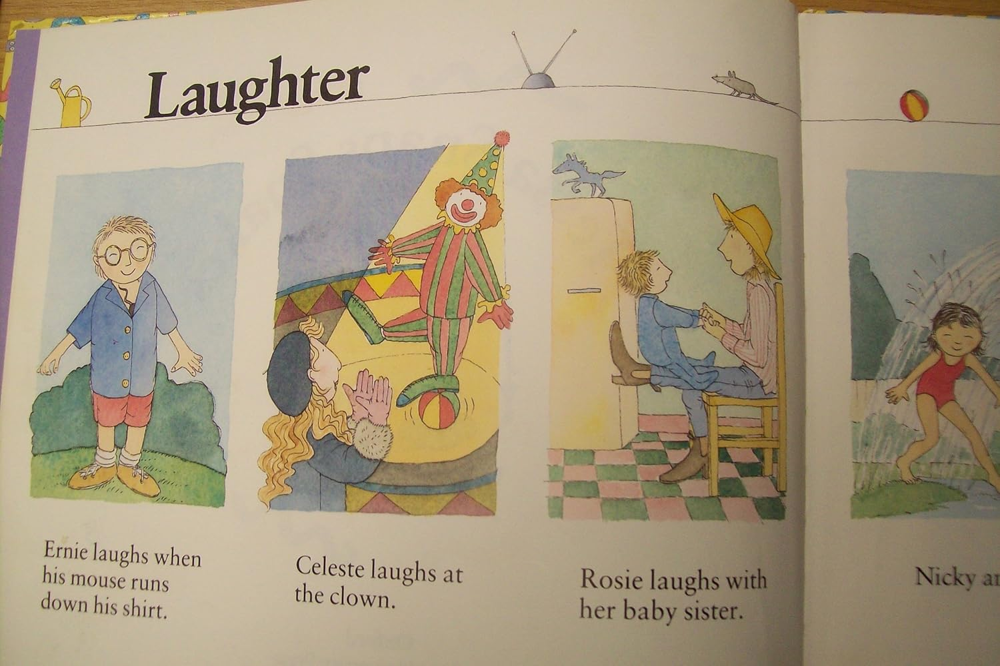 Laughter
Ernie laughs when
his mouse runs
down his shirt.
Celeste laughs at
the clown.
Rosie laughs with
her baby sister.
Nicky